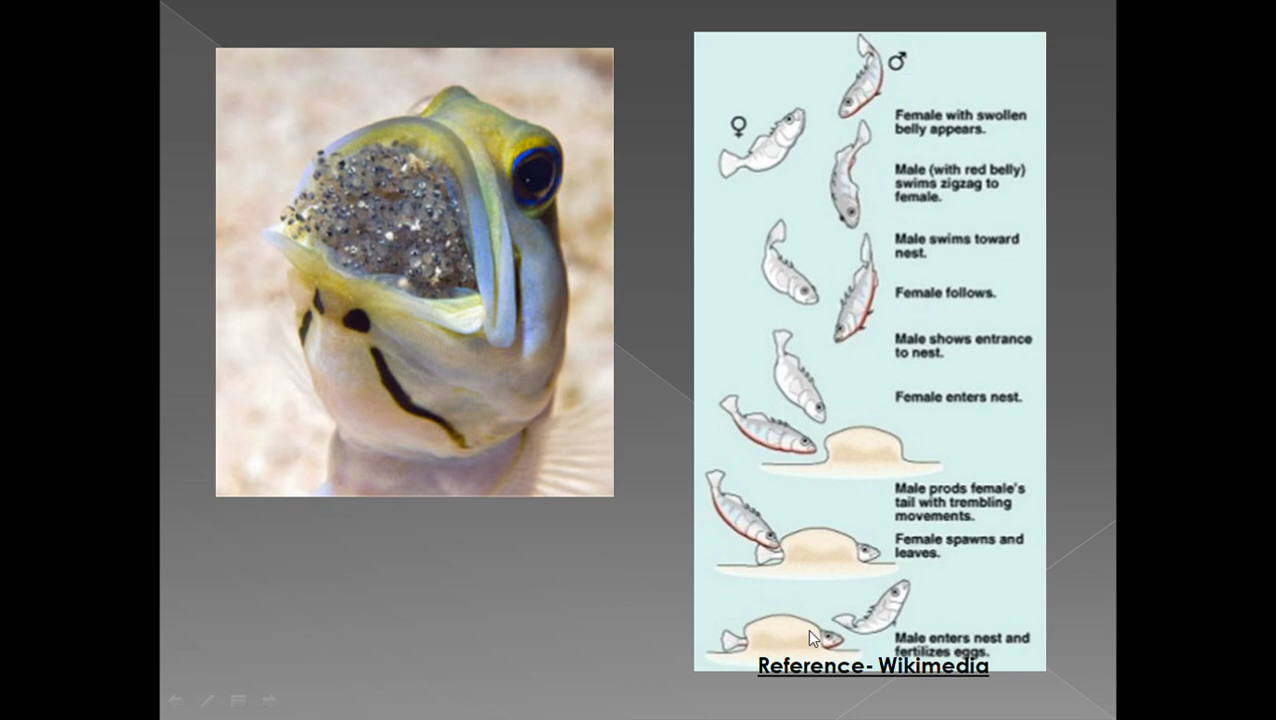 ♂
♀
Female with swollen
belly appears.
Male (with red belly)
swims zigzag to
female.
Male swims toward
nest.
Female follows.
Male shows entrance
to nest.
Female enters nest.
Male prods female's
tail with trembling
movements.
Female spawns and
leaves.
Male enters nest and
fertilizes eggs.
Reference- Wikimedia